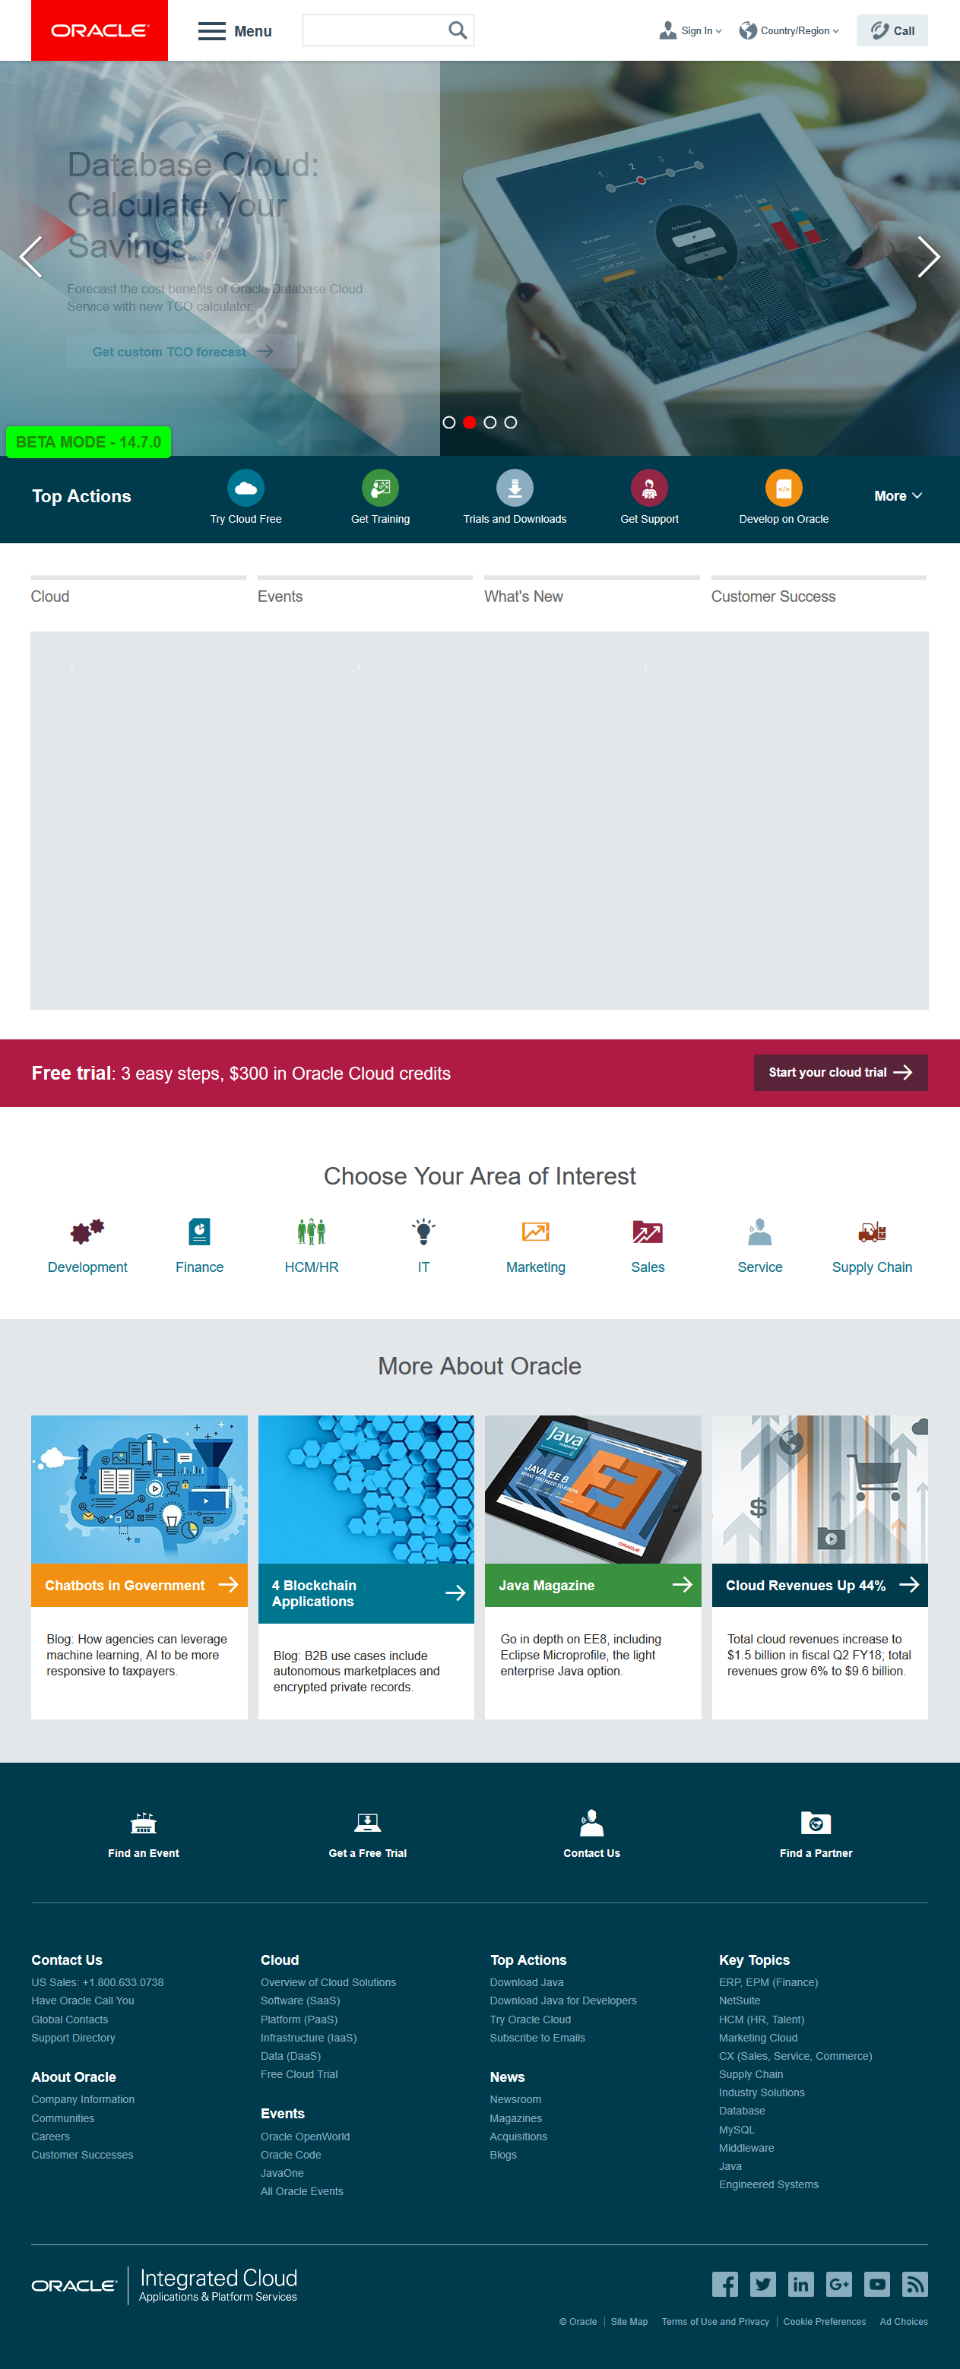 ORACLE
Menu
Sign In
Country/Region
Call
Database Cloud:
Calculate Your
Savings
Forecast the cost benefits of Oracle Database Cloud
Service with new TCO calculator.
Get custom TCO forecast
1
2
3
4
BETA MODE - 14.7.0
Top Actions
Try Cloud Free
Get Training
Trials and Downloads
Get Support
Develop on Oracle
More
Cloud
Events
What's New
Customer Success
Free trial: 3 easy steps, $300 in Oracle Cloud credits
Start your cloud trial
Choose Your Area of Interest
Development
Finance
HCM/HR
IT
Marketing
Sales
Service
Supply Chain
More About Oracle
Java
JAVA EE 8
WHAT YOU NEED TO KNOW
ORACLE
$
Chatbots in Government
4 Blockchain
Applications
Java Magazine
Cloud Revenues Up 44%
Blog: How agencies can leverage
machine learning, AI to be more
responsive to taxpayers.
Blog: B2B use cases include
autonomous marketplaces and
encrypted private records.
Go in depth on EE8, including
Eclipse Microprofile, the light
enterprise Java option.
Total cloud revenues increase to
$1.5 billion in fiscal Q2 FY18; total
revenues grow 6% to $9.6 billion.
Find an Event
Get a Free Trial
Contact Us
Find a Partner
Contact Us
US Sales: +1.800.633.0738
Have Oracle Call You
Global Contacts
Support Directory
About Oracle
Company Information
Communities
Careers
Customer Successes
Cloud
Overview of Cloud Solutions
Software (SaaS)
Platform (PaaS)
Infrastructure (IaaS)
Data (DaaS)
Free Cloud Trial
Events
Oracle OpenWorld
Oracle Code
JavaOne
All Oracle Events
Top Actions
Download Java
Download Java for Developers
Try Oracle Cloud
Subscribe to Emails
News
Newsroom
Magazines
Acquisitions
Blogs
Key Topics
ERP, EPM (Finance)
NetSuite
HCM (HR, Talent)
Marketing Cloud
CX (Sales, Service, Commerce)
Supply Chain
Industry Solutions
Database
MySQL
Middleware
Java
Engineered Systems
ORACLE
Integrated Cloud
Applications & Platform Services
© Oracle
Site Map
Terms of Use and Privacy
Cookie Preferences
Ad Choices